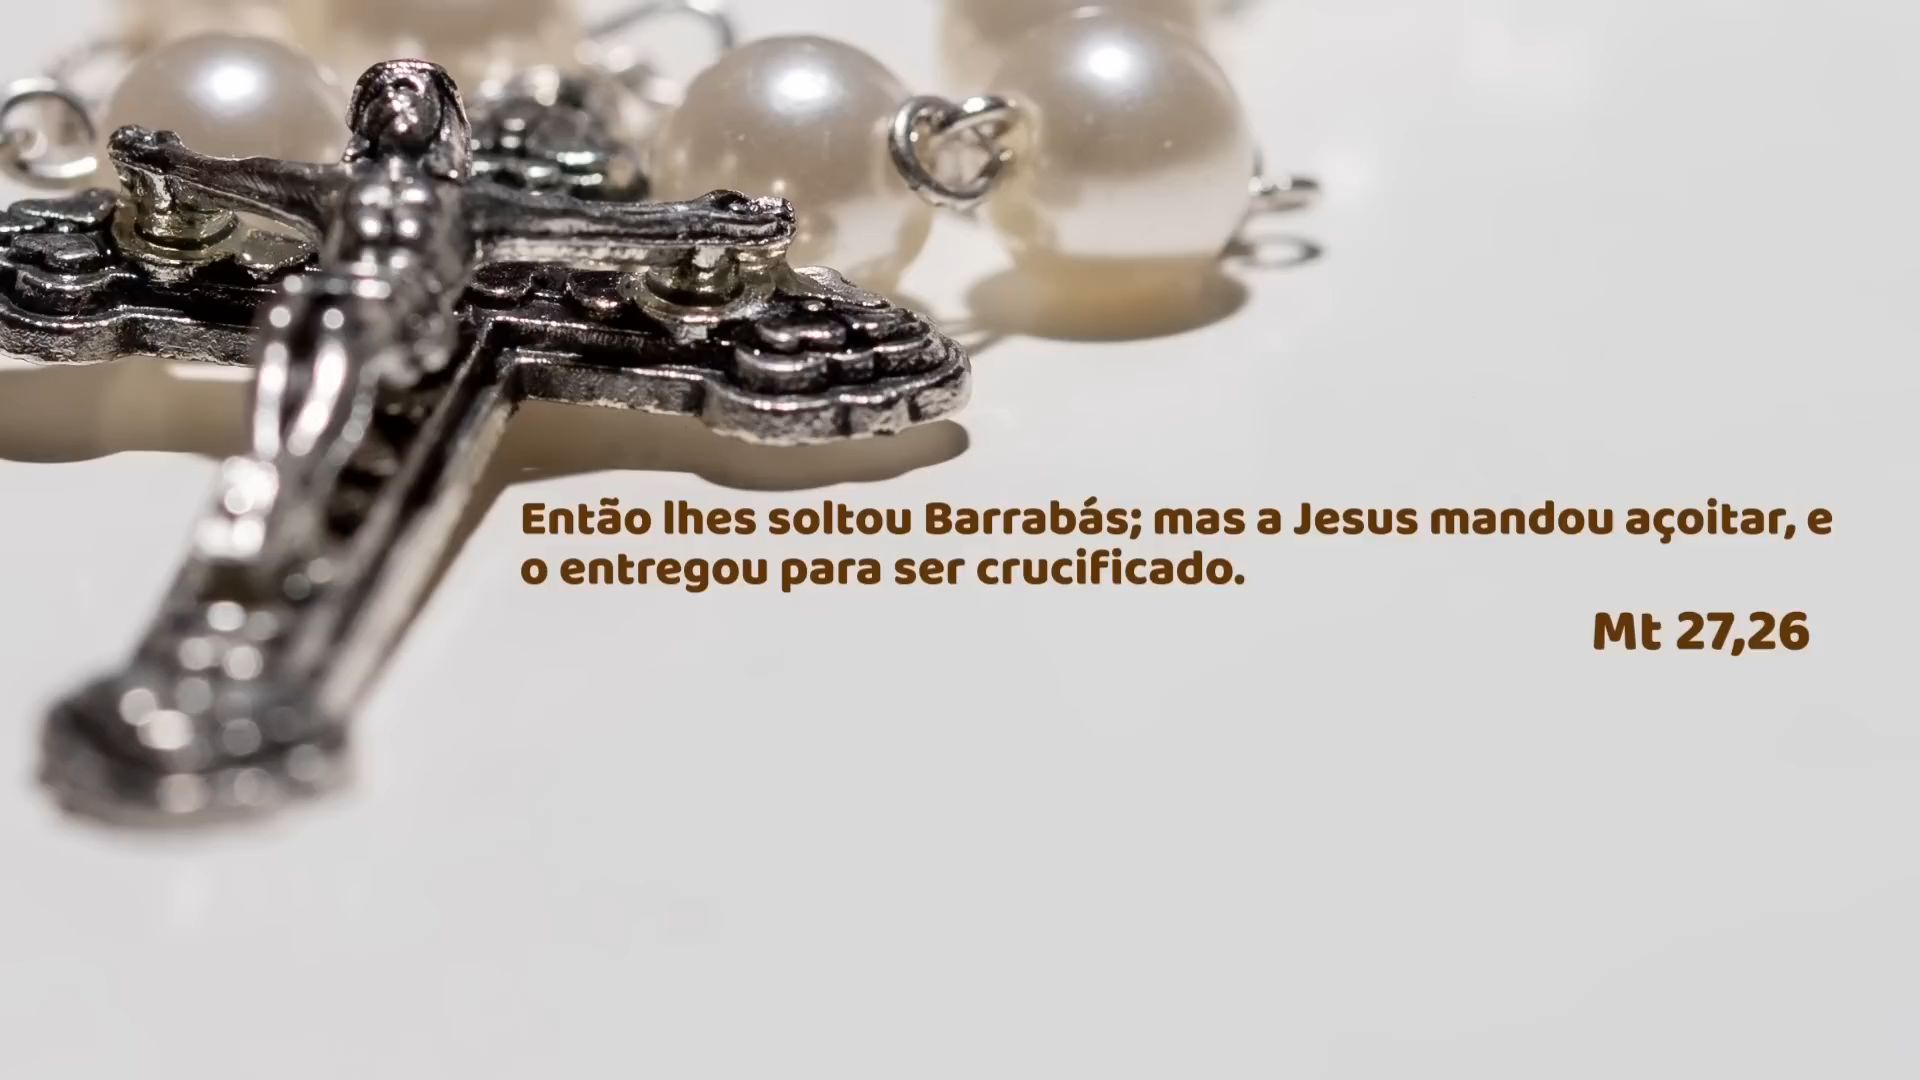 Então lhes soltou Barrabás; mas a Jesus mandou açoitar, e
o entregou para ser crucificado.
Mt 27,26